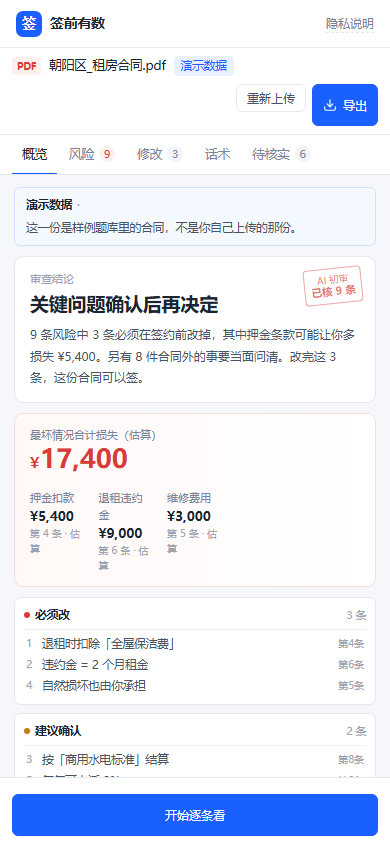 签 签前有数 隐私说明
PDF 朝阳区_租房合同.pdf 演示数据
重新上传 导出
概览 风险 9 修改 3 话术 待核实 6
演示数据 ·
这一份是样例题库里的合同，不是你自己上传的那份。
审查结论
AI 初审
已核 9 条
关键问题确认后再决定
9 条风险中 3 条必须在签约前改掉，其中押金条款可能让你多
损失 ¥5,400。另有 8 件合同外的事要当面问清。改完这 3
条，这份合同可以签。
最坏情况合计损失（估算）
¥17,400
押金扣款 退租违约金 维修费用
¥5,400 ¥9,000 ¥3,000
第 4 条 · 估算 第 6 条 · 估算 第 5 条 · 估算
必须改 3 条
1 退租时扣除「全屋保洁费」 第4条
2 违约金 = 2 个月租金 第6条
4 自然损坏也由你承担 第5条
建议确认 2 条
3 按「商用水电标准」结算 第8条
开始逐条看